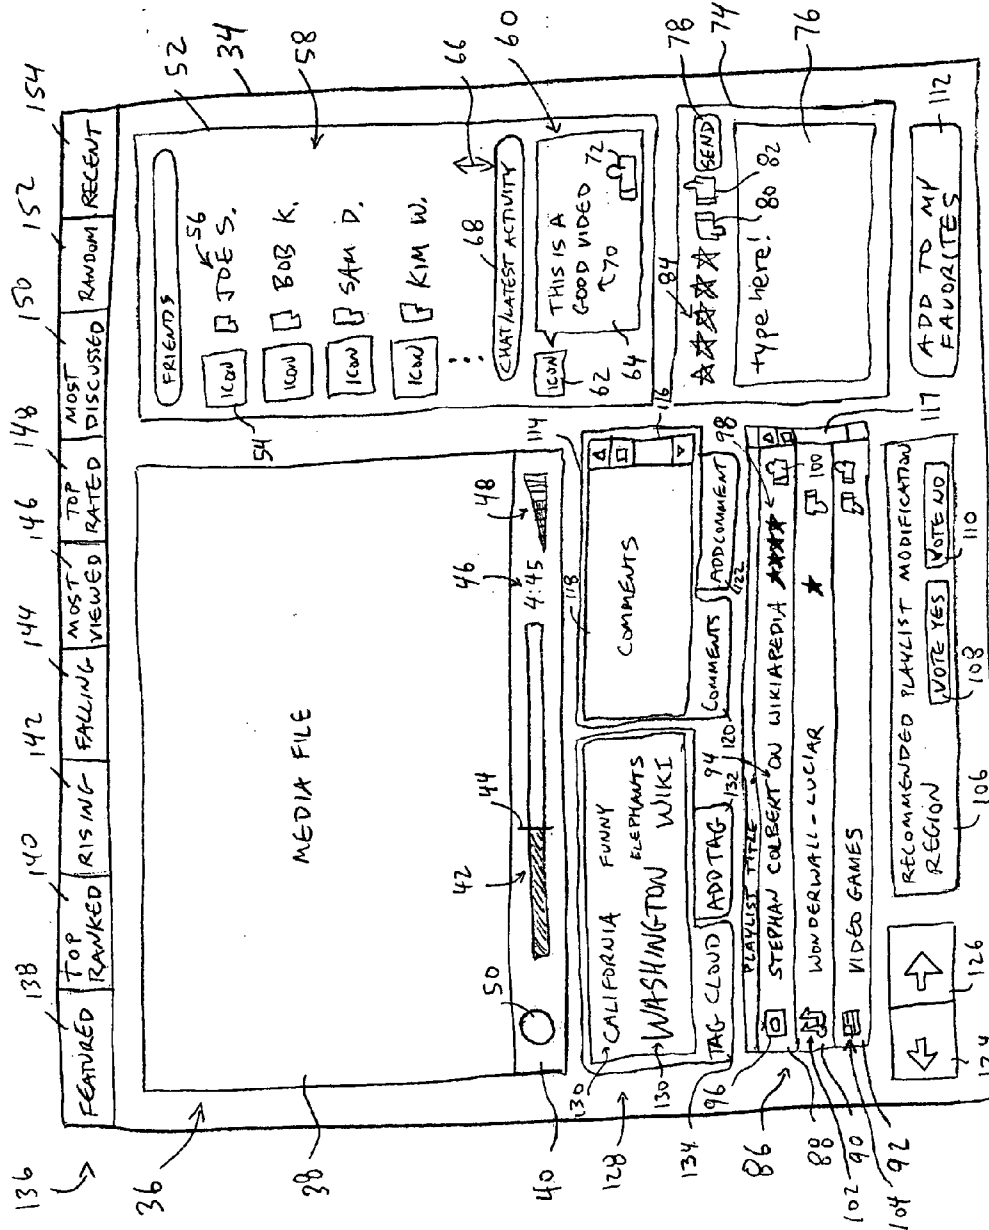 136
138
140
142
144
146
148
150
152
154
FEATURED
TOP
RANKED
RISING
FALLING
MOST
VIEWED
TOP
RATED
MOST
DISCUSSED
RANDOM
RECENT
36
38
40
MEDIA FILE
50
42
44
46
4:45
48
52
34
FRIENDS
54
ICON
JOE S.
56
ICON
BOB K.
58
ICON
SAM D.
ICON
KIM W.
66
68
CHAT/LATEST ACTIVITY
60
ICON
62
64
THIS IS A
GOOD VIDEO
70
72
130
CALIFORNIA
FUNNY
ELEPHANTS
130
WASHINGTON
WIKI
128
134
TAG CLOUD
ADD TAG
132
118
114
116
COMMENTS
COMMENTS
120
ADD COMMENT
122
84
SEND
78
74
80
82
type here!
76
96
86
PLAYLIST TITLE
94
98
STEPHAN COLBERT ON WIKIAPEDIA
100
WONDERWALL - LUCIAR
VIDEO GAMES
88
102
90
104
92
117
124
126
RECOMMENDED PLAYLIST MODIFICATION
REGION
106
VOTE YES
108
VOTE NO
110
ADD TO MY
FAVORITES
112